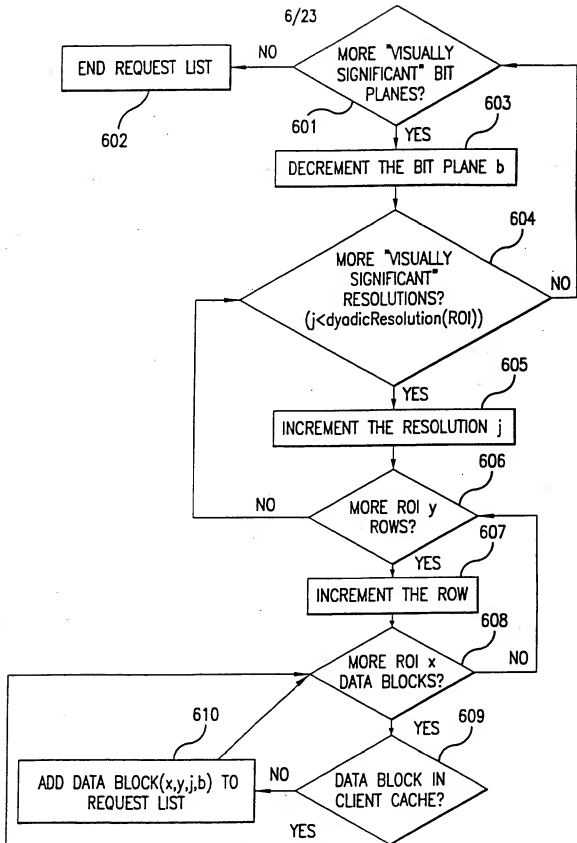 6/23
NO
END REQUEST LIST
602
MORE "VISUALLY
SIGNIFICANT" BIT
PLANES?
601
YES
603
DECREMENT THE BIT PLANE b
604
MORE "VISUALLY
SIGNIFICANT"
RESOLUTIONS?
(j<dyadicResolution(ROI))
NO
YES
605
INCREMENT THE RESOLUTION j
606
NO
MORE ROI y
ROWS?
607
YES
INCREMENT THE ROW
608
MORE ROI x
DATA BLOCKS?
NO
610
YES
609
ADD DATA BLOCK(x,y,j,b) TO
REQUEST LIST
NO
DATA BLOCK IN
CLIENT CACHE?
YES